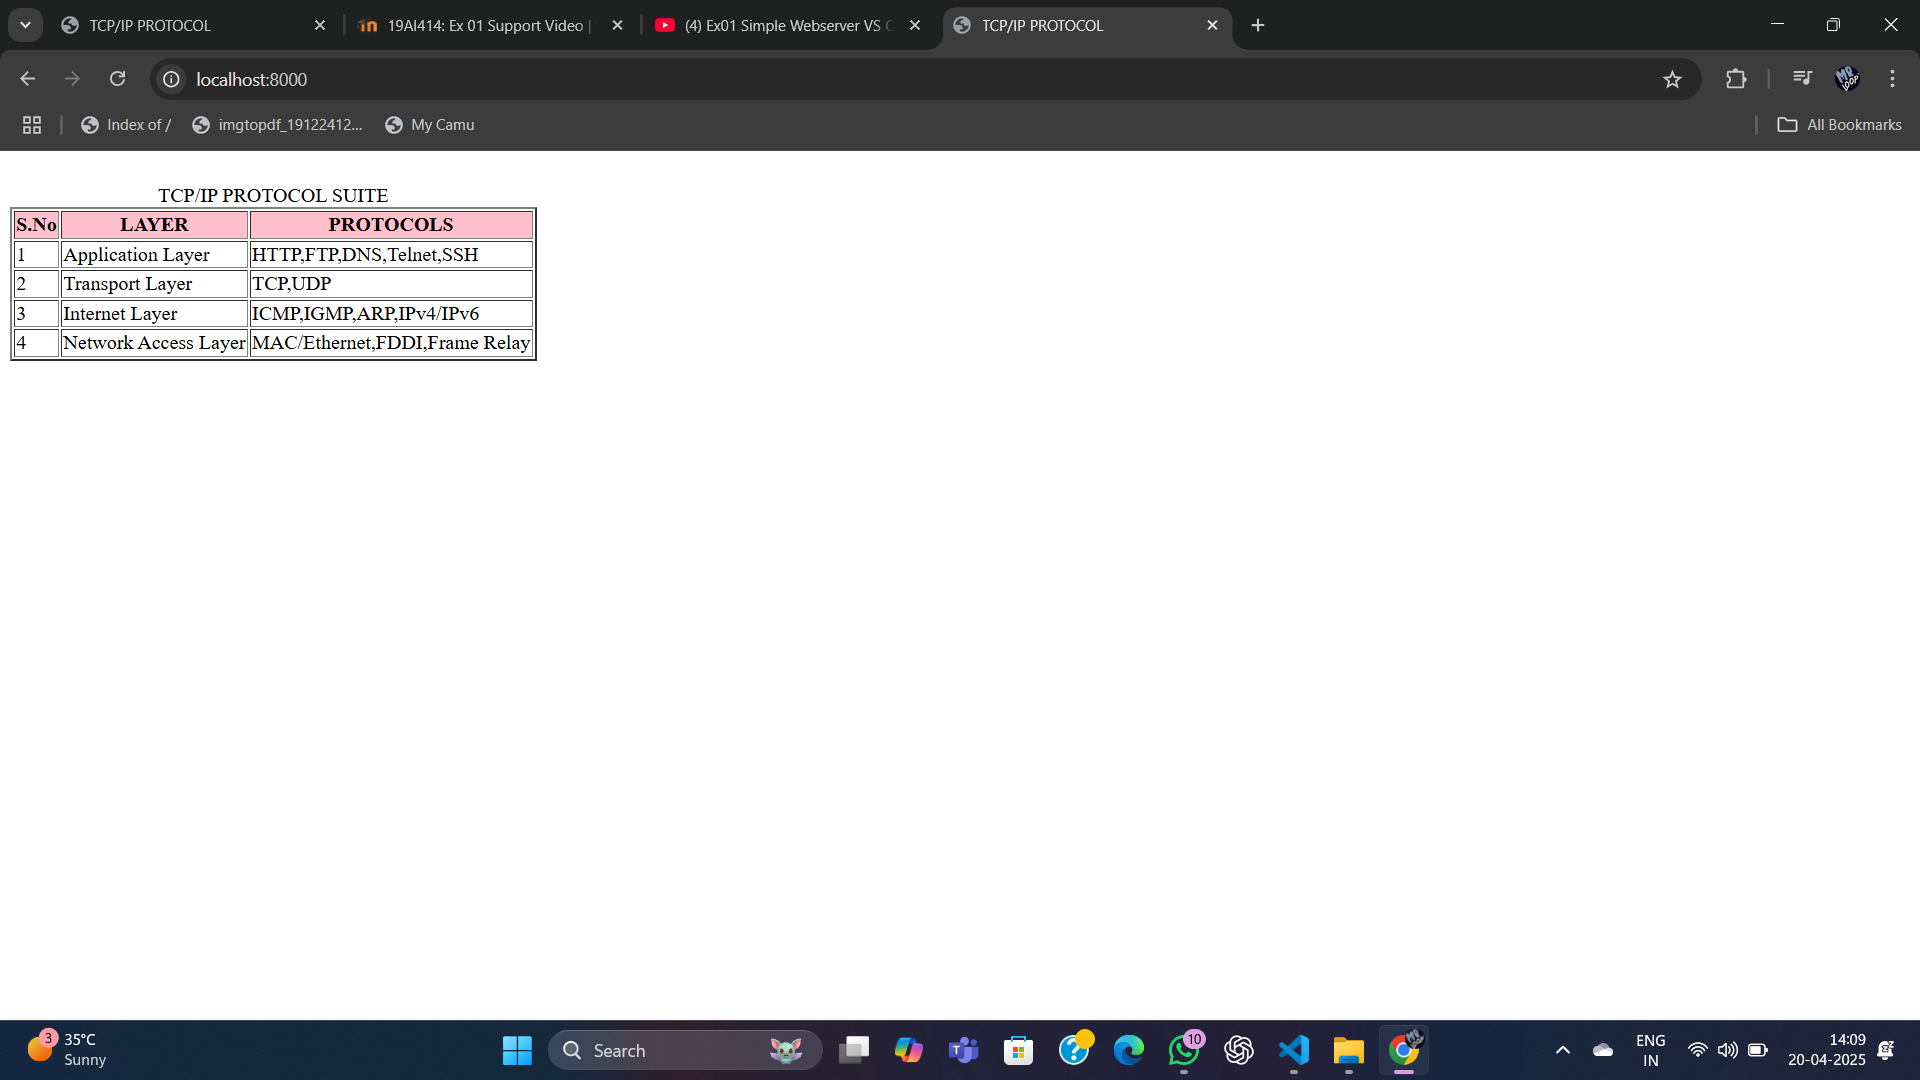 TCP/IP PROTOCOL
19AI414: Ex 01 Support Video |
(4) Ex01 Simple Webserver VS C
TCP/IP PROTOCOL
localhost:8000
Index of /
imgtopdf_19122412...
My Camu
All Bookmarks
TCP/IP PROTOCOL SUITE
S.No LAYER PROTOCOLS
1 Application Layer HTTP,FTP,DNS,Telnet,SSH
2 Transport Layer TCP,UDP
3 Internet Layer ICMP,IGMP,ARP,IPv4/IPv6
4 Network Access Layer MAC/Ethernet,FDDI,Frame Relay
3
35°C
Sunny
Search
10
ENG
IN
14:09
20-04-2025